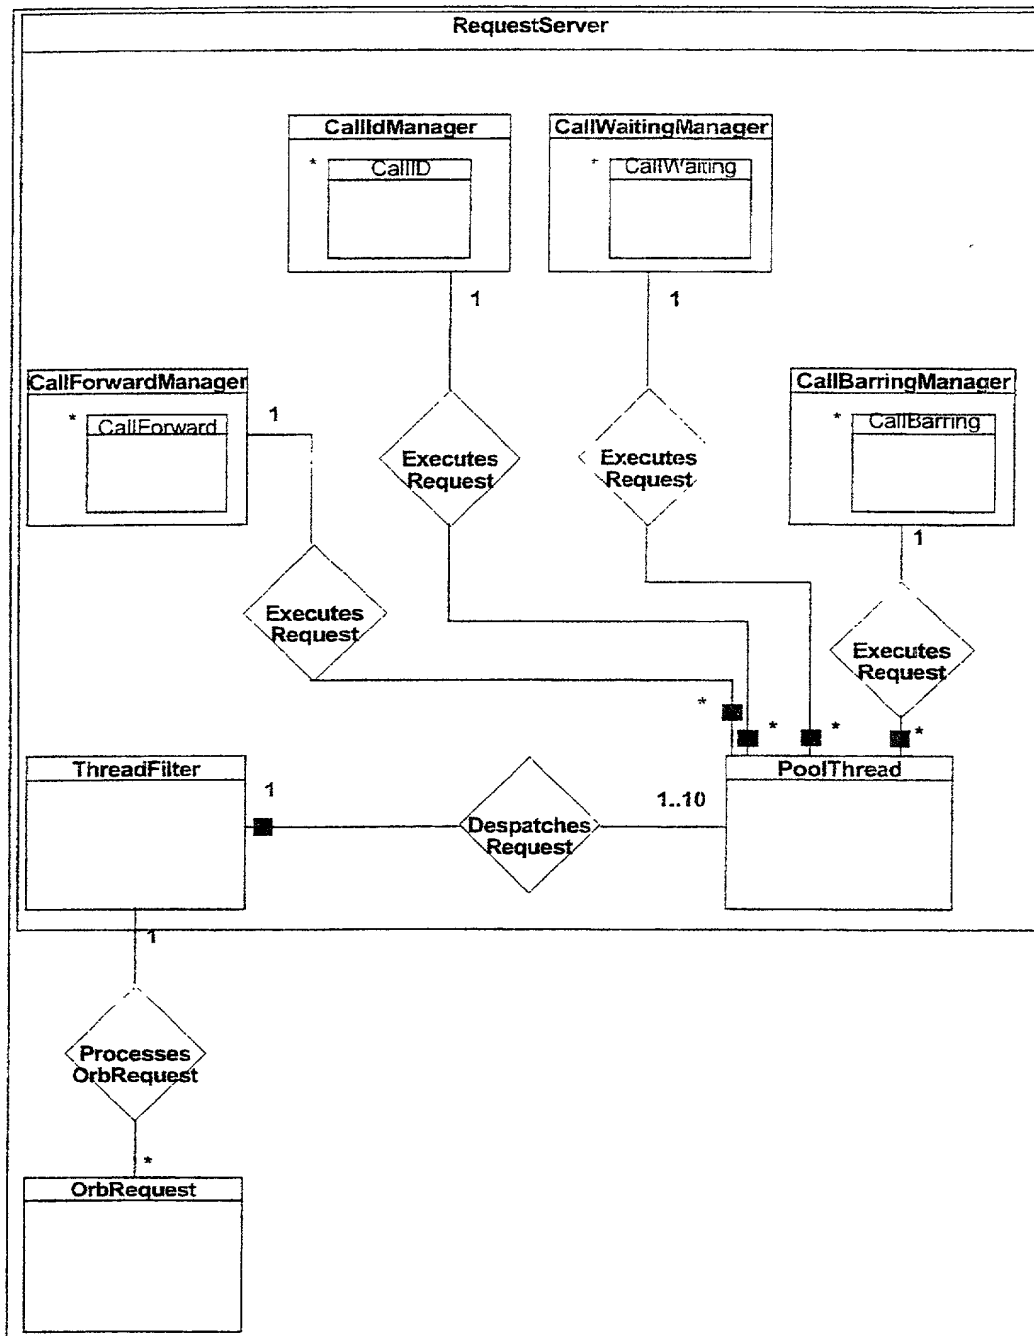 RequestServer
CallIdManager
CallWaitingManager
* CallID
* CallWaiting
1
1
CallForwardManager
CallBarringManager
* CallForward
1
* CallBarring
Executes
Request
Executes
Request
1
Executes
Request
Executes
Request
*
*
*
*
ThreadFilter
PoolThread
1
1..10
Despatches
Request
1
Processes
OrbRequest
*
OrbRequest